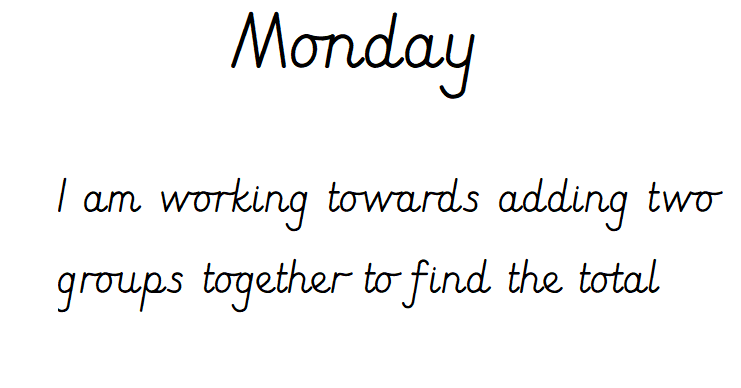 Monday
I am working towards adding two
groups together to find the total